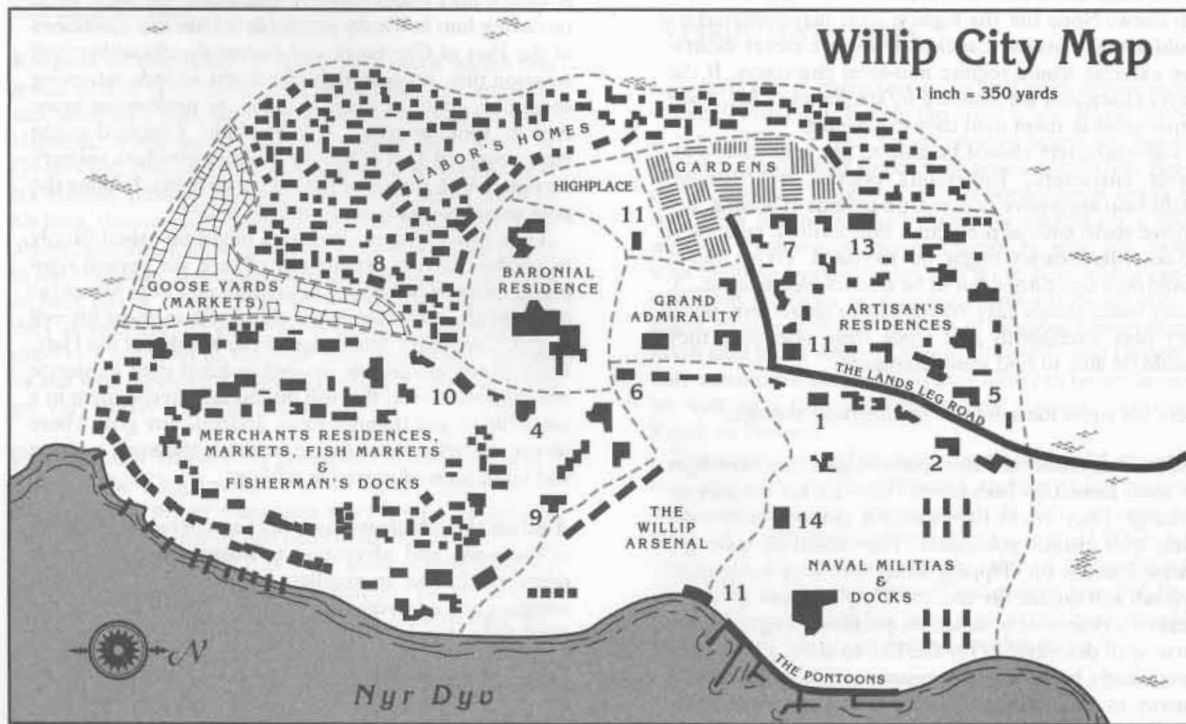 Willip City Map
1 inch = 350 yards
LABOR'S HOMES
GARDENS
HIGHPLACE
11
7
13
8
GOOSE YARDS
(MARKETS)
BARONIAL
RESIDENCE
GRAND
ADMIRALITY
ARTISAN'S
RESIDENCES
11
THE LANDS LEG ROAD
6
10
5
4
1
MERCHANTS RESIDENCES,
MARKETS, FISH MARKETS
&
FISHERMAN'S DOCKS
2
9
THE
WILLIP
ARSENAL
14
NAVAL MILITIAS
&
DOCKS
11
THE PONTOONS
N
Nyr Dyv